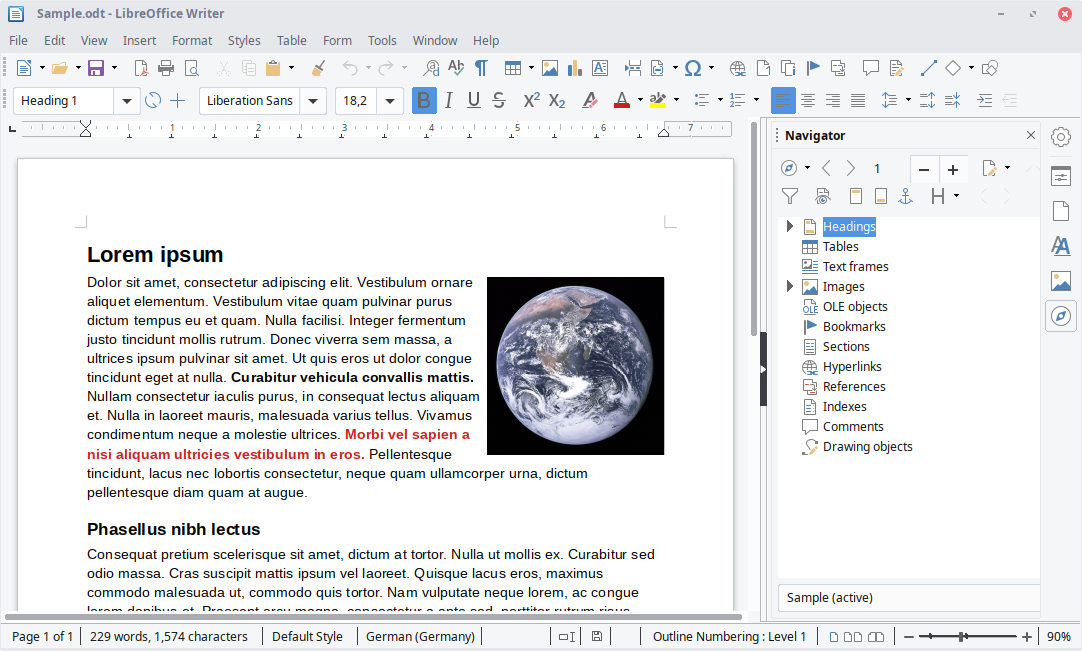 Sample.odt - LibreOffice Writer
File Edit View Insert Format Styles Table Form Tools Window Help
Heading 1 Liberation Sans 18,2
1 2 3 4 5 6 7
Navigator
1
Headings
Tables
Text frames
Images
OLE objects
Bookmarks
Sections
Hyperlinks
References
Indexes
Comments
Drawing objects
Sample (active)
Lorem ipsum
Dolor sit amet, consectetur adipiscing elit. Vestibulum ornare
aliquet elementum. Vestibulum vitae quam pulvinar purus
dictum tempus eu et quam. Nulla facilisi. Integer fermentum
justo tincidunt mollis rutrum. Donec viverra sem massa, a
ultrices ipsum pulvinar sit amet. Ut quis eros ut dolor congue
tincidunt eget at nulla. Curabitur vehicula convallis mattis.
Nullam consectetur iaculis purus, in consequat lectus aliquam
et. Nulla in laoreet mauris, malesuada varius tellus. Vivamus
condimentum neque a molestie ultrices. Morbi vel sapien a
nisi aliquam ultricies vestibulum in eros. Pellentesque
tincidunt, lacus nec lobortis consectetur, neque quam ullamcorper urna, dictum
pellentesque diam quam at augue.
Phasellus nibh lectus
Consequat pretium scelerisque sit amet, dictum at tortor. Nulla ut mollis ex. Curabitur sed
odio massa. Cras suscipit mattis ipsum vel laoreet. Quisque lacus eros, maximus
commodo malesuada ut, commodo quis tortor. Nam vulputate neque lorem, ac congue
Page 1 of 1 229 words, 1,574 characters Default Style German (Germany) Outline Numbering : Level 1 90%